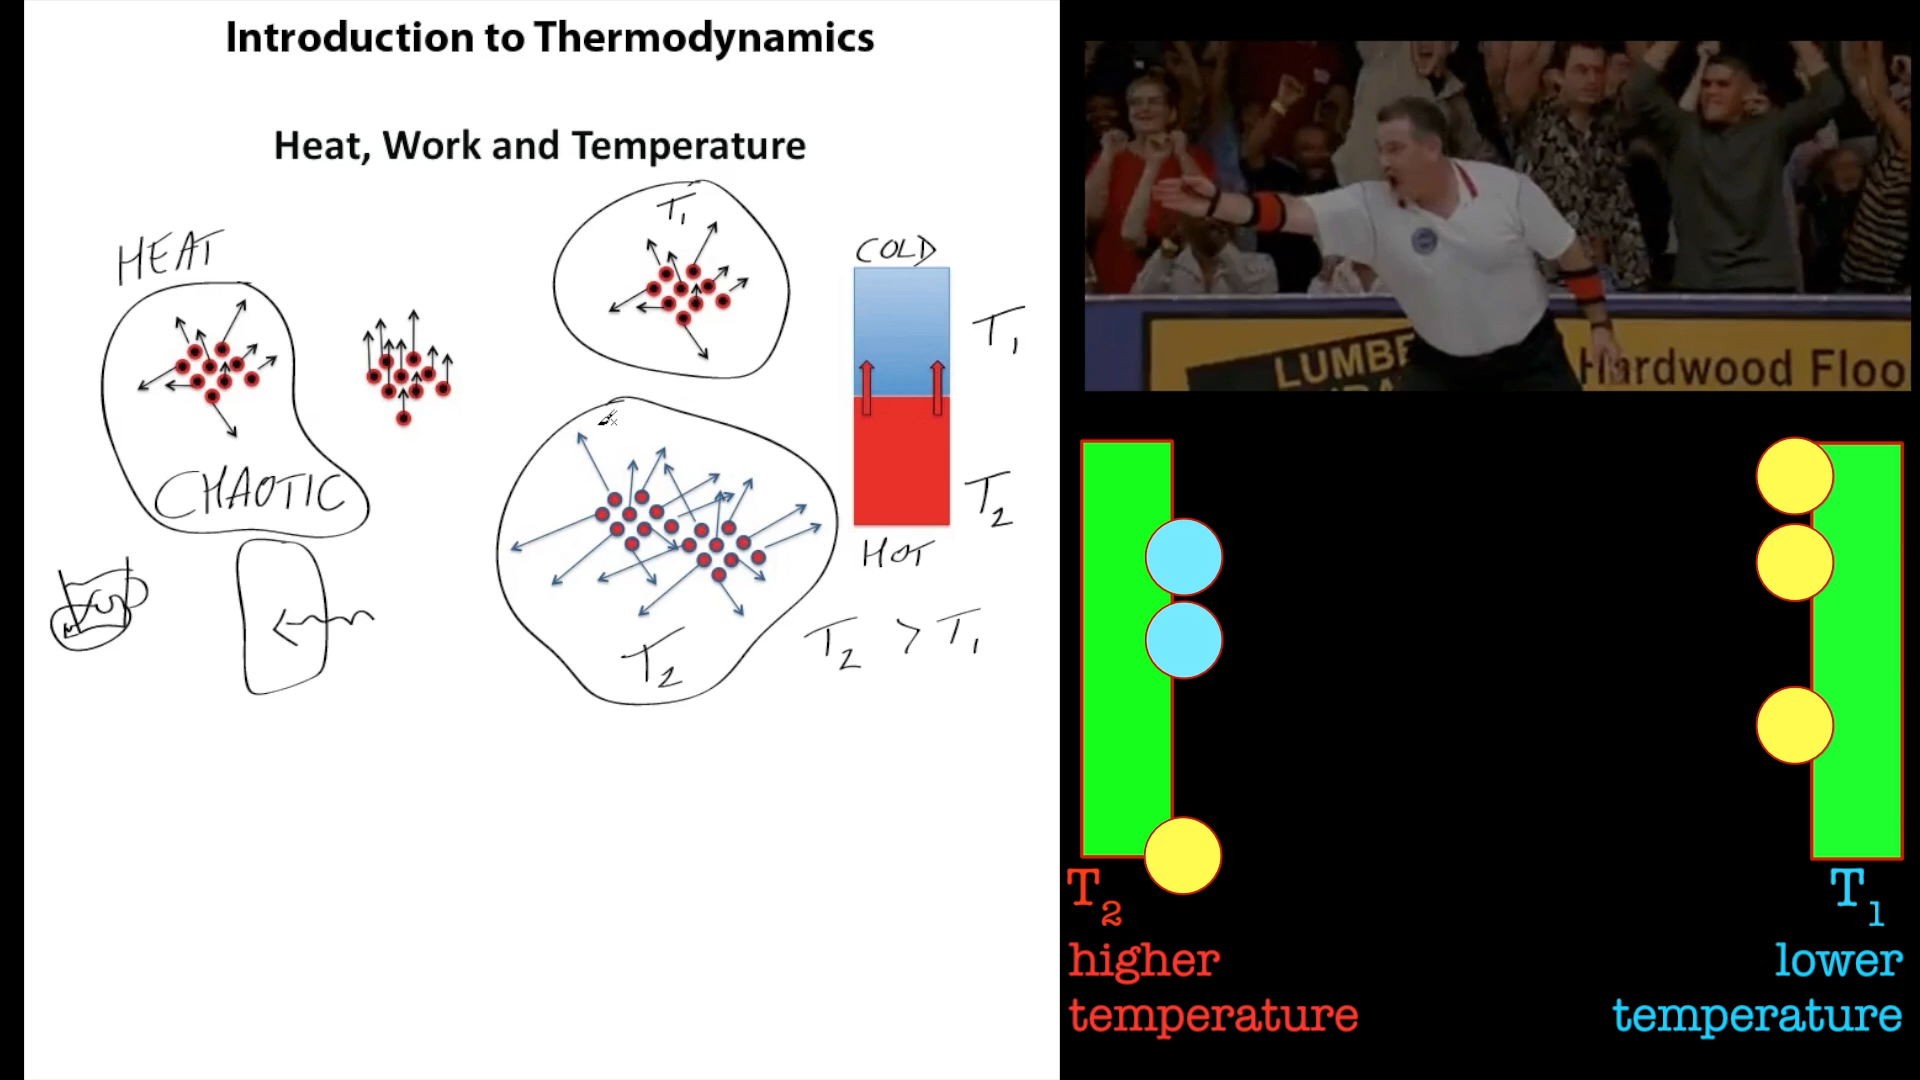 Introduction to Thermodynamics
Heat, Work and Temperature
HEAT
CHAOTIC
T1
COLD
T1
T2
HOT
T2
T2 > T1
LUMBE
Hardwood Floo
T2
higher
temperature
T1
lower
temperature